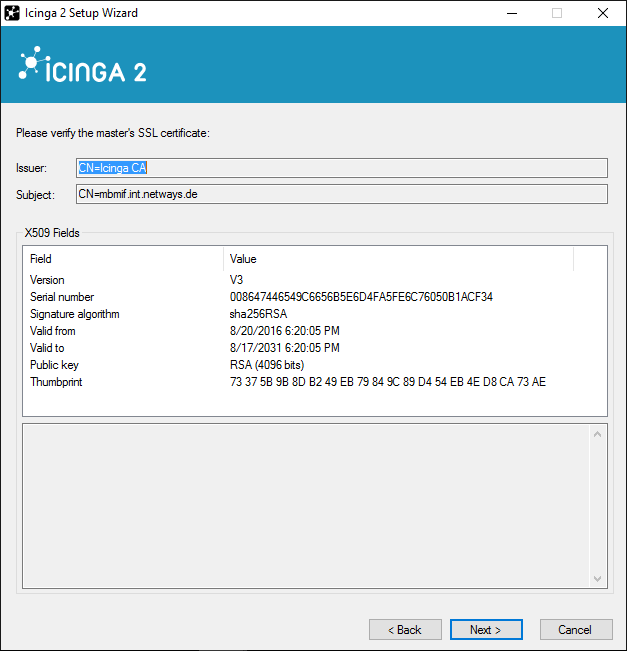 Icinga 2 Setup Wizard
ICINGA 2
Please verify the master's SSL certificate:
Issuer: CN=Icinga CA
Subject: CN=mbmif.int.netways.de
X509 Fields
Field Value
Version V3
Serial number 008647446549C6656B5E6D4FA5FE6C76050B1ACF34
Signature algorithm sha256RSA
Valid from 8/20/2016 6:20:05 PM
Valid to 8/17/2031 6:20:05 PM
Public key RSA (4096 bits)
Thumbprint 73 37 5B 9B 8D B2 49 EB 79 84 9C 89 D4 54 EB 4E D8 CA 73 AE
< Back Next > Cancel